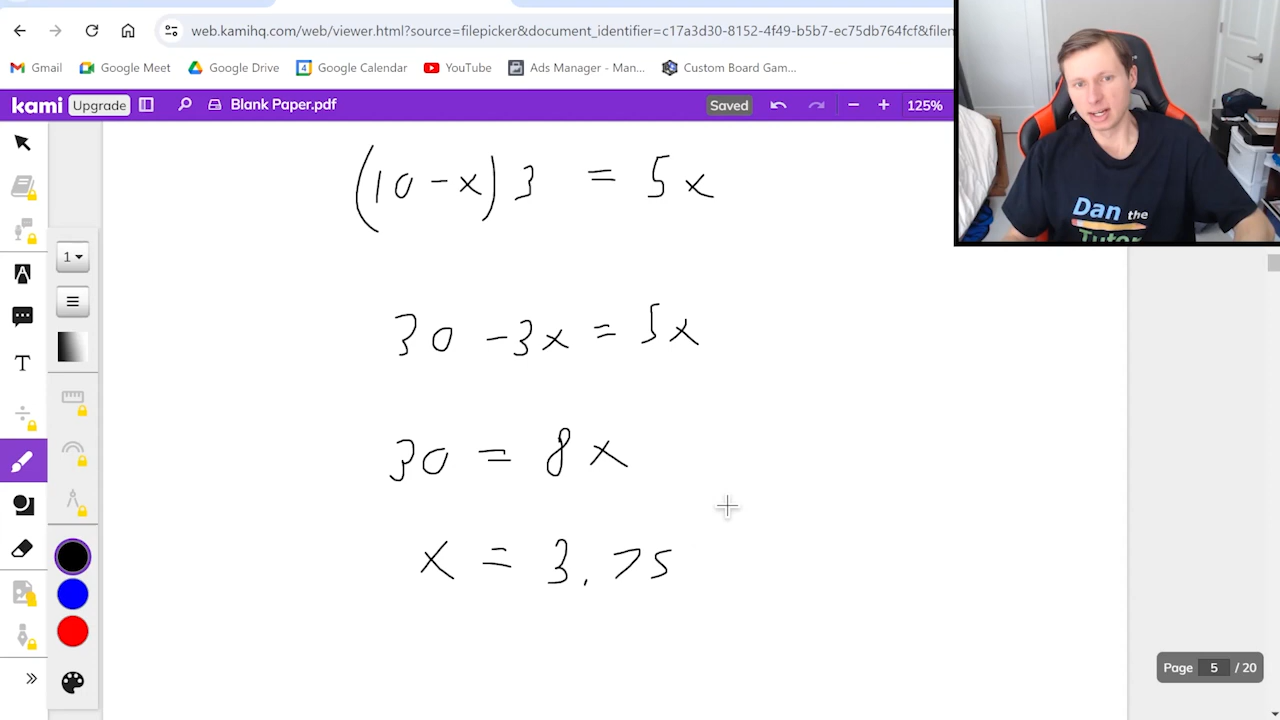 web.kamihq.com/web/viewer.html?source=filepicker&document_identifier=c17a3d30-8152-4f49-b5b7-ec75db764fcf&filen
Gmail Google Meet Google Drive Google Calendar YouTube Ads Manager - Man... Custom Board Gam...
kami Upgrade Blank Paper.pdf Saved 125%
Dan the
Tutor
(10 - x) 3 = 5x
1
30 - 3x = 5x
T
30 = 8x
x = 3.75
Page 5 / 20